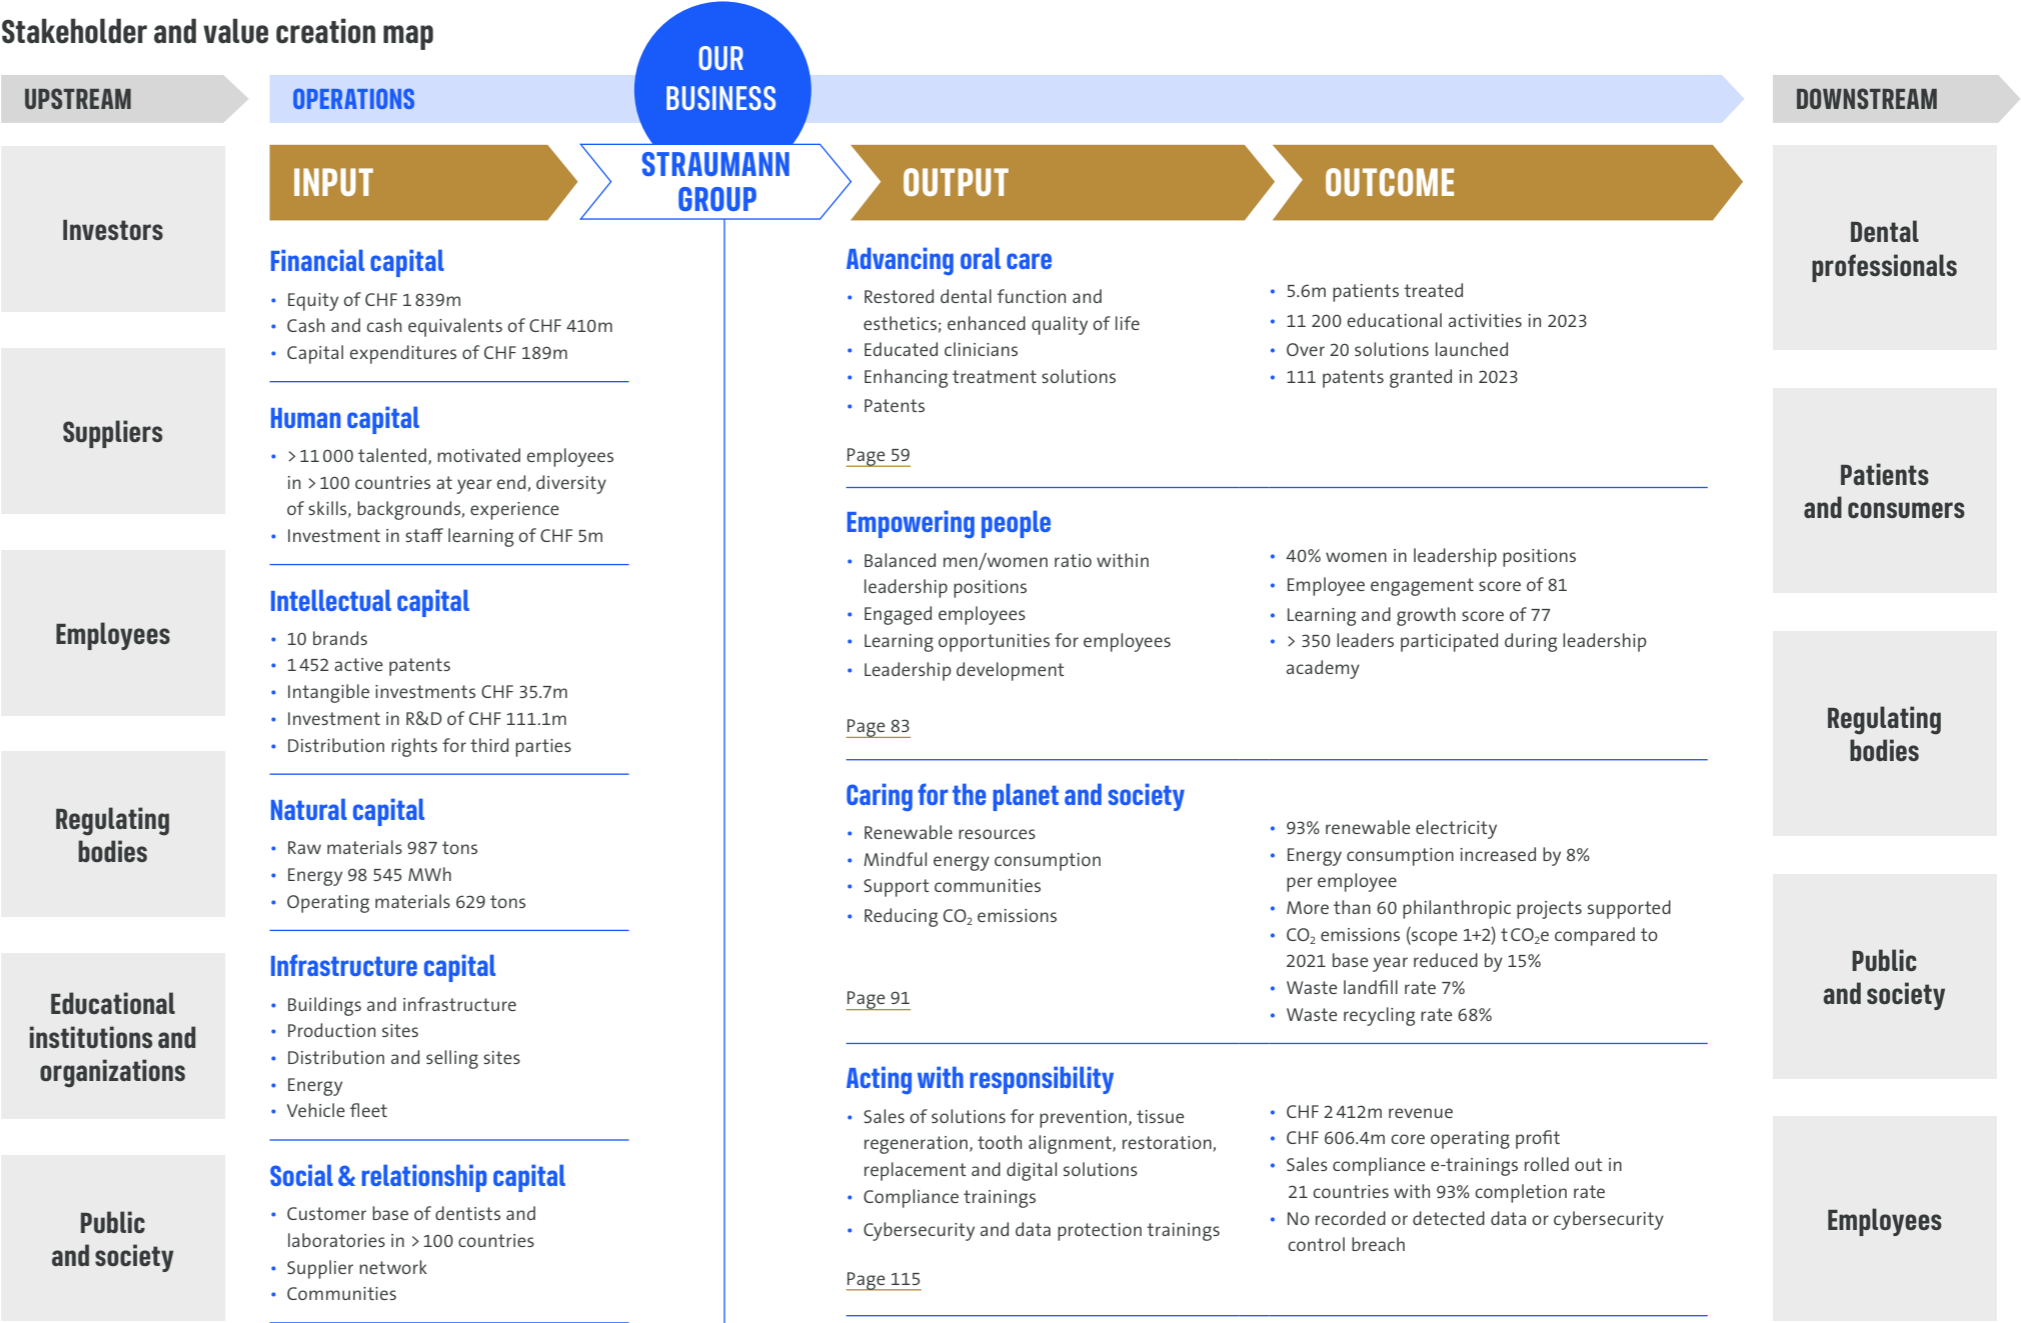 Stakeholder and value creation map
OUR
BUSINESS
UPSTREAM
OPERATIONS
DOWNSTREAM
INPUT
STRAUMANN
GROUP
OUTPUT
OUTCOME
Investors
Suppliers
Employees
Regulating
bodies
Educational
institutions and
organizations
Public
and society
Financial capital
• Equity of CHF 1 839m
• Cash and cash equivalents of CHF 410m
• Capital expenditures of CHF 189m
Human capital
• > 11 000 talented, motivated employees
in > 100 countries at year end, diversity
of skills, backgrounds, experience
• Investment in staff learning of CHF 5m
Intellectual capital
• 10 brands
• 1 452 active patents
• Intangible investments CHF 35.7m
• Investment in R&D of CHF 111.1m
• Distribution rights for third parties
Natural capital
• Raw materials 987 tons
• Energy 98 545 MWh
• Operating materials 629 tons
Infrastructure capital
• Buildings and infrastructure
• Production sites
• Distribution and selling sites
• Energy
• Vehicle fleet
Social & relationship capital
• Customer base of dentists and
laboratories in > 100 countries
• Supplier network
• Communities
Advancing oral care
• Restored dental function and
esthetics; enhanced quality of life
• Educated clinicians
• Enhancing treatment solutions
• Patents
Page 59
• 5.6m patients treated
• 11 200 educational activities in 2023
• Over 20 solutions launched
• 111 patents granted in 2023
Empowering people
• Balanced men/women ratio within
leadership positions
• Engaged employees
• Learning opportunities for employees
• Leadership development
Page 83
• 40% women in leadership positions
• Employee engagement score of 81
• Learning and growth score of 77
• > 350 leaders participated during leadership
academy
Caring for the planet and society
• Renewable resources
• Mindful energy consumption
• Support communities
• Reducing CO₂ emissions
Page 91
• 93% renewable electricity
• Energy consumption increased by 8%
per employee
• More than 60 philanthropic projects supported
• CO₂ emissions (scope 1+2) tCO₂e compared to
2021 base year reduced by 15%
• Waste landfill rate 7%
• Waste recycling rate 68%
Acting with responsibility
• Sales of solutions for prevention, tissue
regeneration, tooth alignment, restoration,
replacement and digital solutions
• Compliance trainings
• Cybersecurity and data protection trainings
Page 115
• CHF 2 412m revenue
• CHF 606.4m core operating profit
• Sales compliance e-trainings rolled out in
21 countries with 93% completion rate
• No recorded or detected data or cybersecurity
control breach
Dental
professionals
Patients
and consumers
Regulating
bodies
Public
and society
Employees